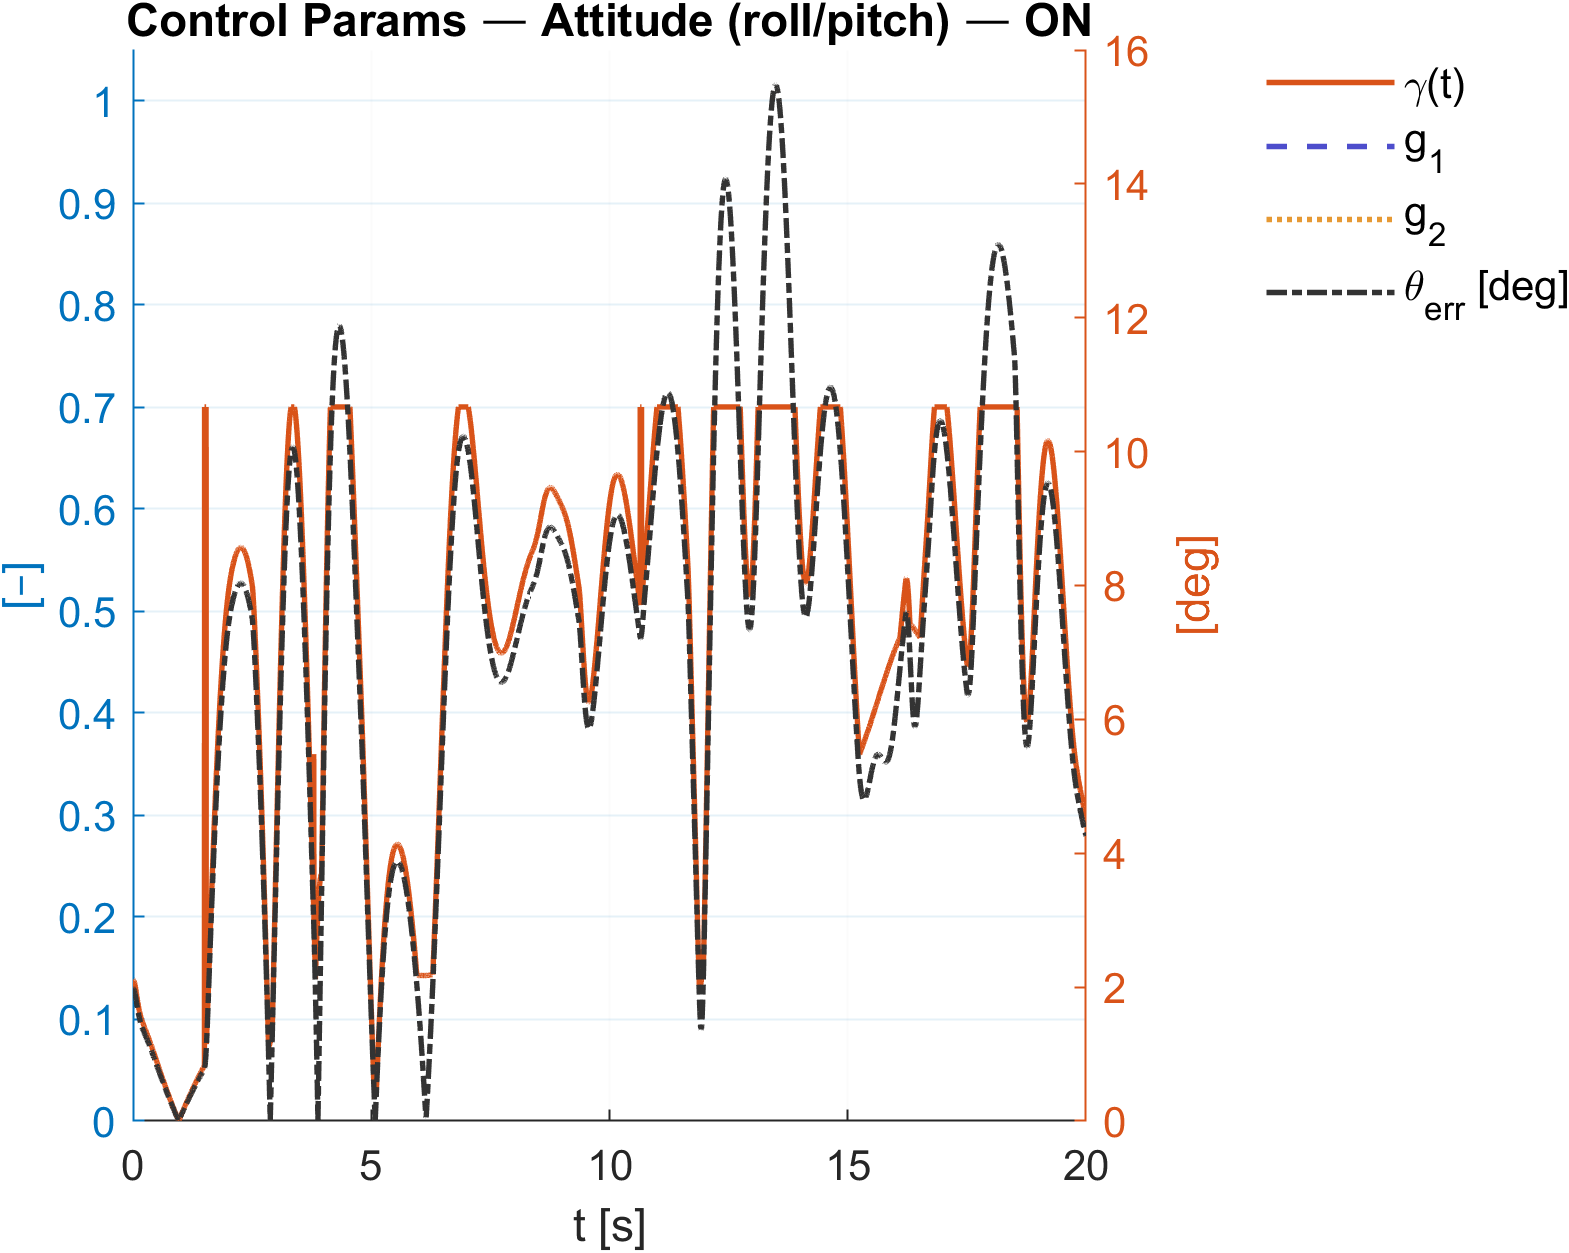 Control Params — Attitude (roll/pitch) — ON
1
0.9
0.8
0.7
0.6
0.5
0.4
0.3
0.2
0.1
0
[−]
16
14
12
10
8
6
4
2
0
[deg]
0 5 10 15 20
t [s]
γ(t)
g1
g2
θerr [deg]